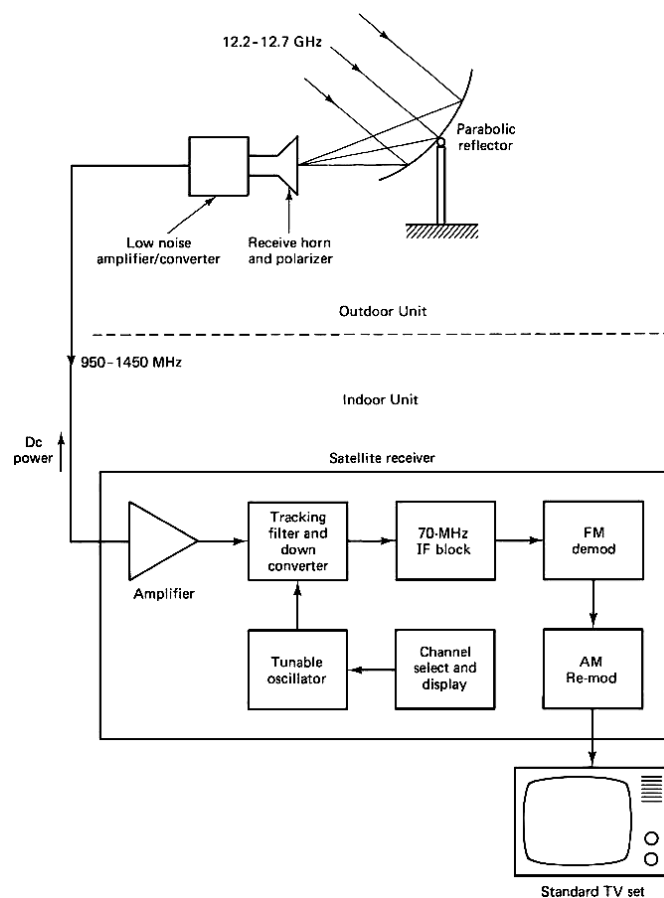 12.2-12.7 GHz
Parabolic
reflector
Low noise
amplifier/converter
Receive horn
and polarizer
Outdoor Unit
950-1450 MHz
Indoor Unit
Dc
power
Satellite receiver
Amplifier
Tracking
filter and
down
converter
70-MHz
IF block
FM
demod
Tunable
oscillator
Channel
select and
display
AM
Re-mod
Standard TV set